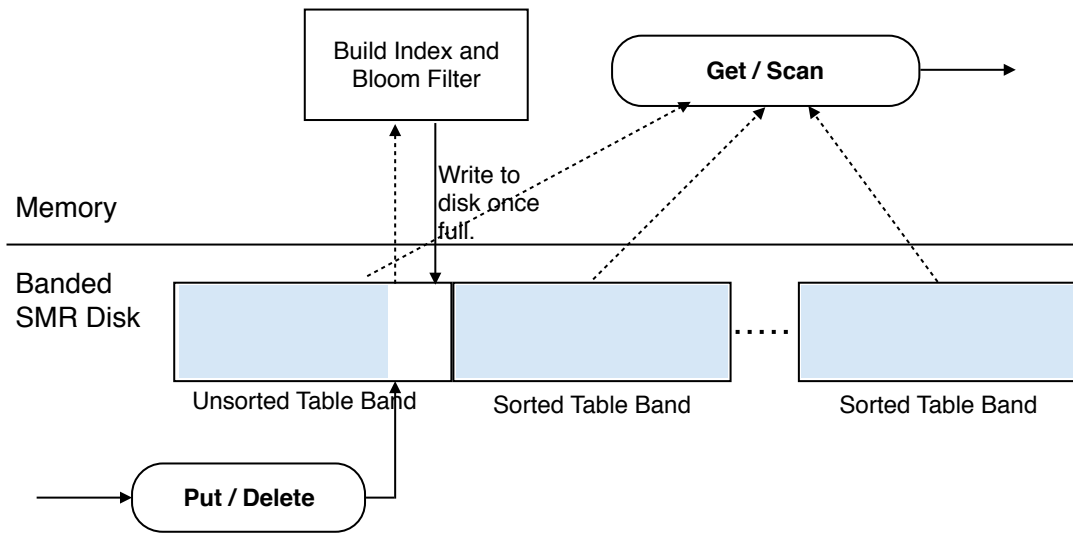 Build Index and
Bloom Filter
Get / Scan
Write to
disk once
full.
Memory
Banded
SMR Disk
.....
Unsorted Table Band
Sorted Table Band
Sorted Table Band
Put / Delete